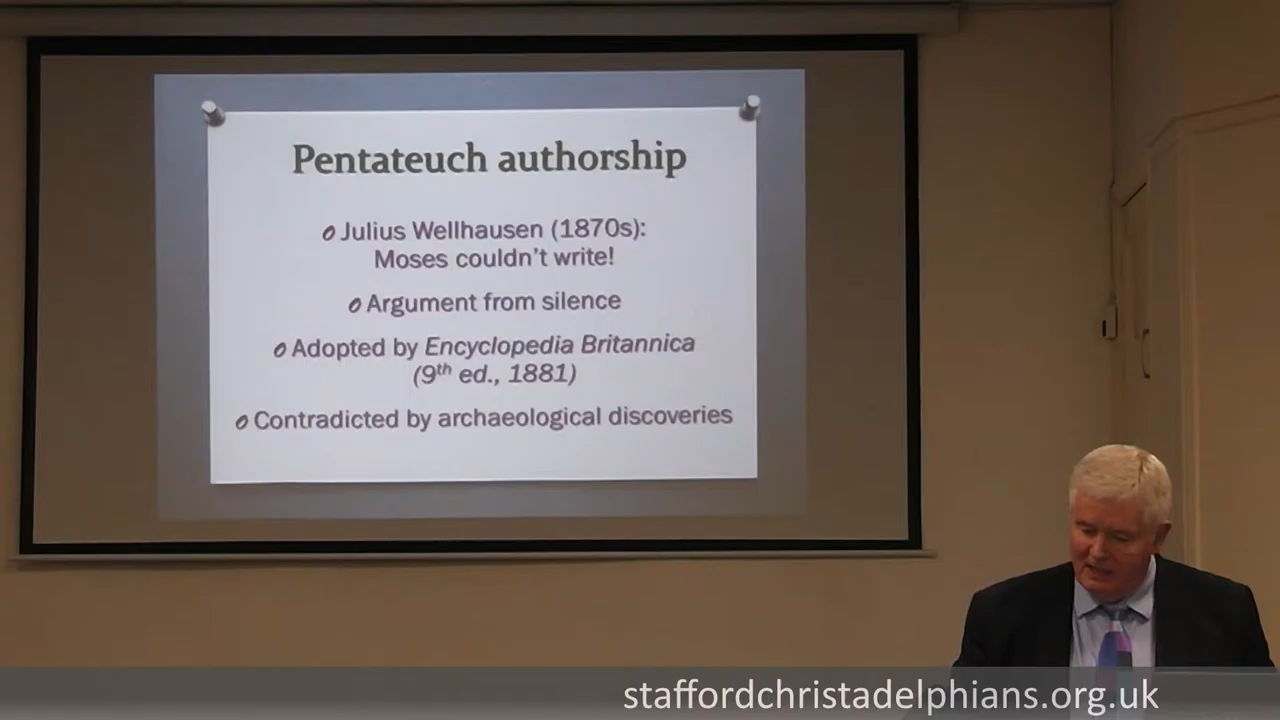 Pentateuch authorship
Julius Wellhausen (1870s):
Moses couldn't write!
Argument from silence
Adopted by Encyclopedia Britannica
(9th ed., 1881)
Contradicted by archaeological discoveries
staffordchristadelphians.org.uk